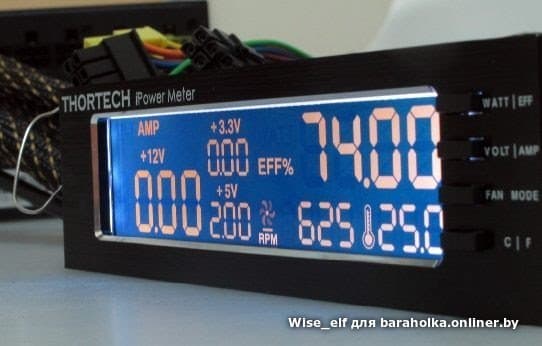 THORTECH iPower Meter
AMP
+12V
0.00
+3.3V
0.00
+5V
2.00
EFF%
74.00
RPM
625
25.0
WATT | EFF
VOLT | AMP
FAN MODE
C | F
Wise_elf для baraholka.onliner.by